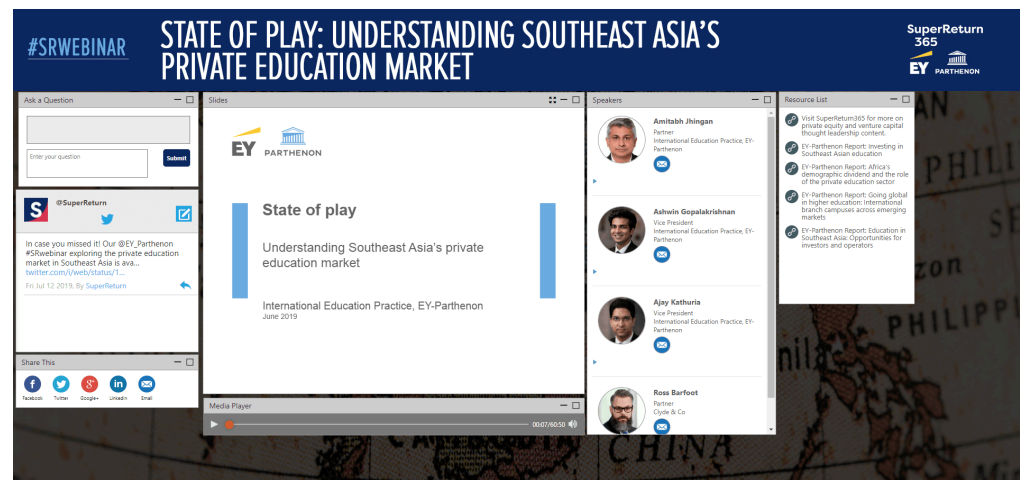 #SRWEBINAR
STATE OF PLAY: UNDERSTANDING SOUTHEAST ASIA'S
PRIVATE EDUCATION MARKET
SuperReturn
365
EY PARTHENON
Ask a Question
Enter your question
Submit
S
@SuperReturn
In case you missed it! Our @EY_Parthenon
#SRwebinar exploring the private education
market in Southeast Asia is ava...
twitter.com/i/web/status/1...
Fri Jul 12 2019, By SuperReturn
Share This
Facebook Twitter Google+ LinkedIn Email
Slides
EY PARTHENON
State of play
Understanding Southeast Asia's private
education market
International Education Practice, EY-Parthenon
June 2019
Media Player
00:07/60:50
Speakers
Amitabh Jhingan
Partner
International Education Practice, EY-
Parthenon
Ashwin Gopalakrishnan
Vice President
International Education Practice, EY-
Parthenon
Ajay Kathuria
Vice President
International Education Practice, EY-
Parthenon
Ross Barfoot
Partner
Clyde & Co
Resource List
Visit SuperReturn365 for more on
private equity and venture capital
thought leadership content.
EY-Parthenon Report: Investing in
Southeast Asian education
EY-Parthenon Report: Africa's
demographic dividend and the role
of the private education sector
EY-Parthenon Report: Going global
in higher education: International
branch campuses across emerging
markets
EY-Parthenon Report: Education in
Southeast Asia: Opportunities for
investors and operators
CHINA